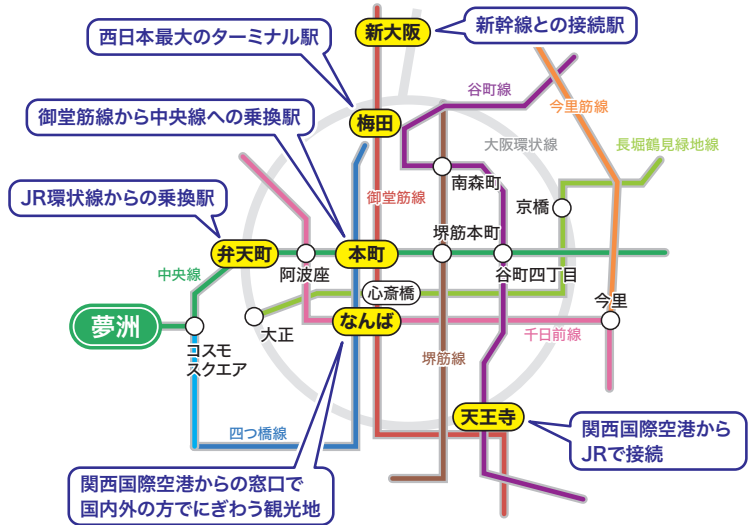 新大阪
新幹線との接続駅
西日本最大のターミナル駅
谷町線
今里筋線
梅田
御堂筋線から中央線への乗換駅
大阪環状線
長堀鶴見緑地線
南森町
御堂筋線
京橋
JR環状線からの乗換駅
堺筋本町
弁天町
本町
中央線
阿波座
谷町四丁目
心斎橋
今里
夢洲
なんば
大正
千日前線
コスモ
スクエア
堺筋線
天王寺
四つ橋線
関西国際空港から
JRで接続
関西国際空港からの窓口で
国内外の方でにぎわう観光地